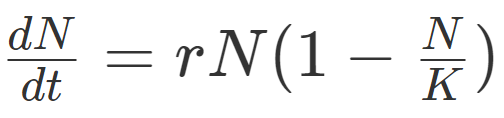 dN/dt = rN(1 − N/K)